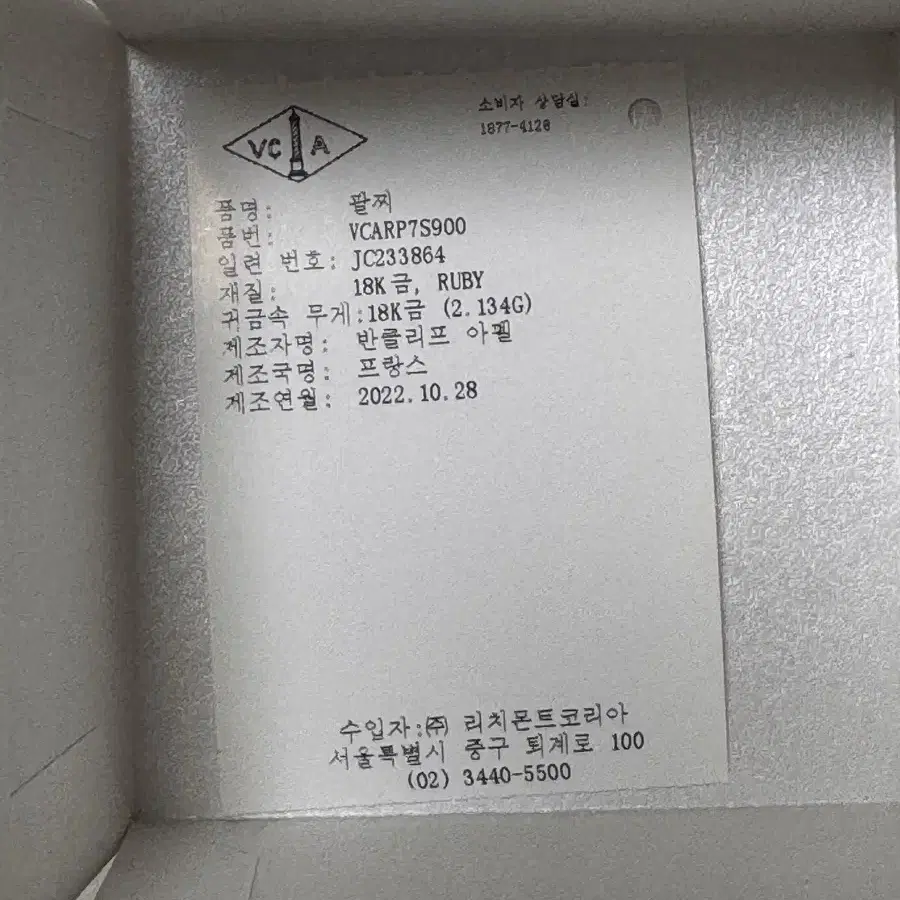 VC A
소비자 상담실:
1877-4128
품명: 팔찌
품번: VCARP7S900
일련 번호: JC233864
재질: 18K금, RUBY
귀금속 무게:18K금 (2.134G)
제조자명: 반클리프 아펠
제조국명: 프랑스
제조연월: 2022.10.28
수입자:㈜ 리치몬트코리아
서울특별시 중구 퇴계로 100
(02) 3440-5500